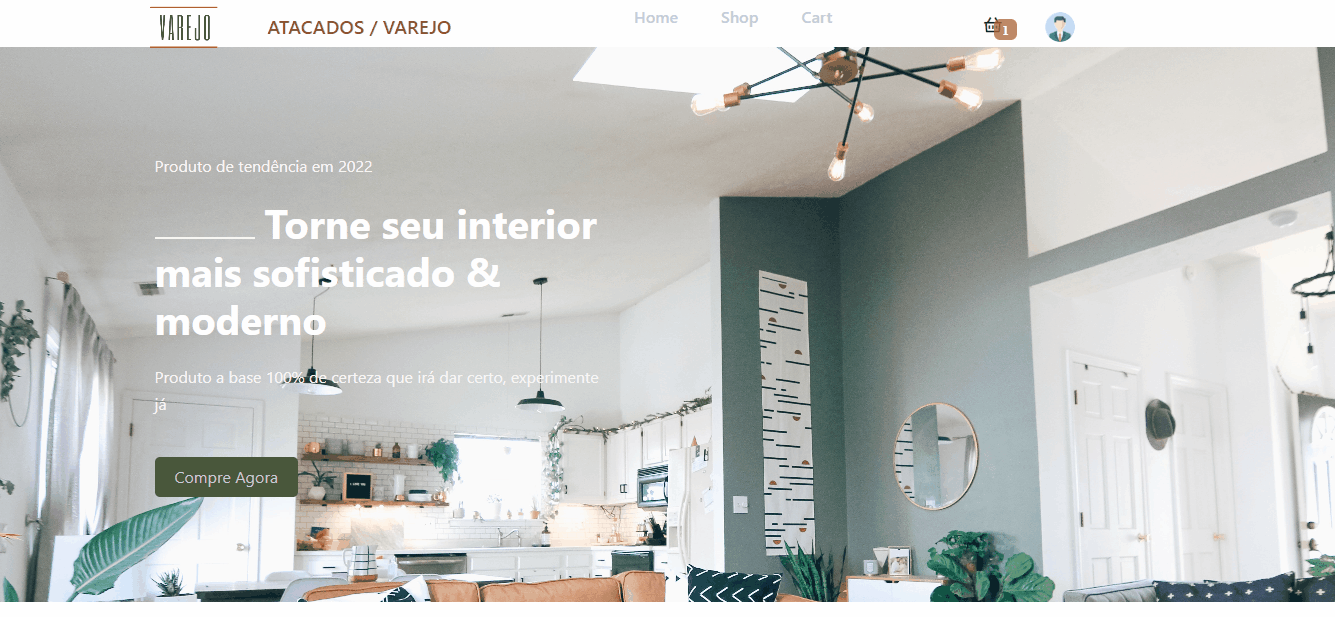 VAREJO
ATACADOS / VAREJO
Home
Shop
Cart
1
Produto de tendência em 2022
Torne seu interior
mais sofisticado &
moderno
Produto a base 100% de certeza que irá dar certo, experimente
já
Compre Agora